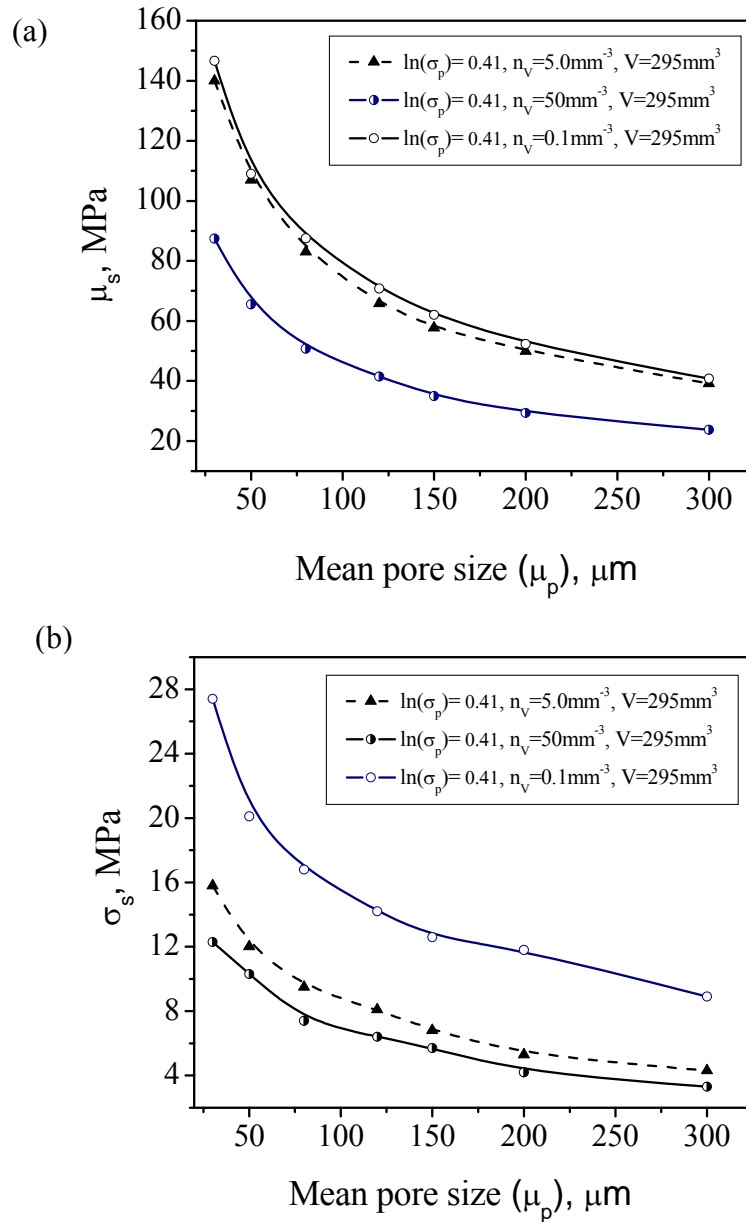 (a)
160
140
120
100
80
60
40
20
μs, MPa
ln(σp)= 0.41, nV=5.0mm-3, V=295mm3
ln(σp)= 0.41, nV=50mm-3, V=295mm3
ln(σp)= 0.41, nV=0.1mm-3, V=295mm3
50 100 150 200 250 300
Mean pore size (μp), μm
(b)
28
24
20
16
12
8
4
σs, MPa
ln(σp)= 0.41, nV=5.0mm-3, V=295mm3
ln(σp)= 0.41, nV=50mm-3, V=295mm3
ln(σp)= 0.41, nV=0.1mm-3, V=295mm3
50 100 150 200 250 300
Mean pore size (μp), μm